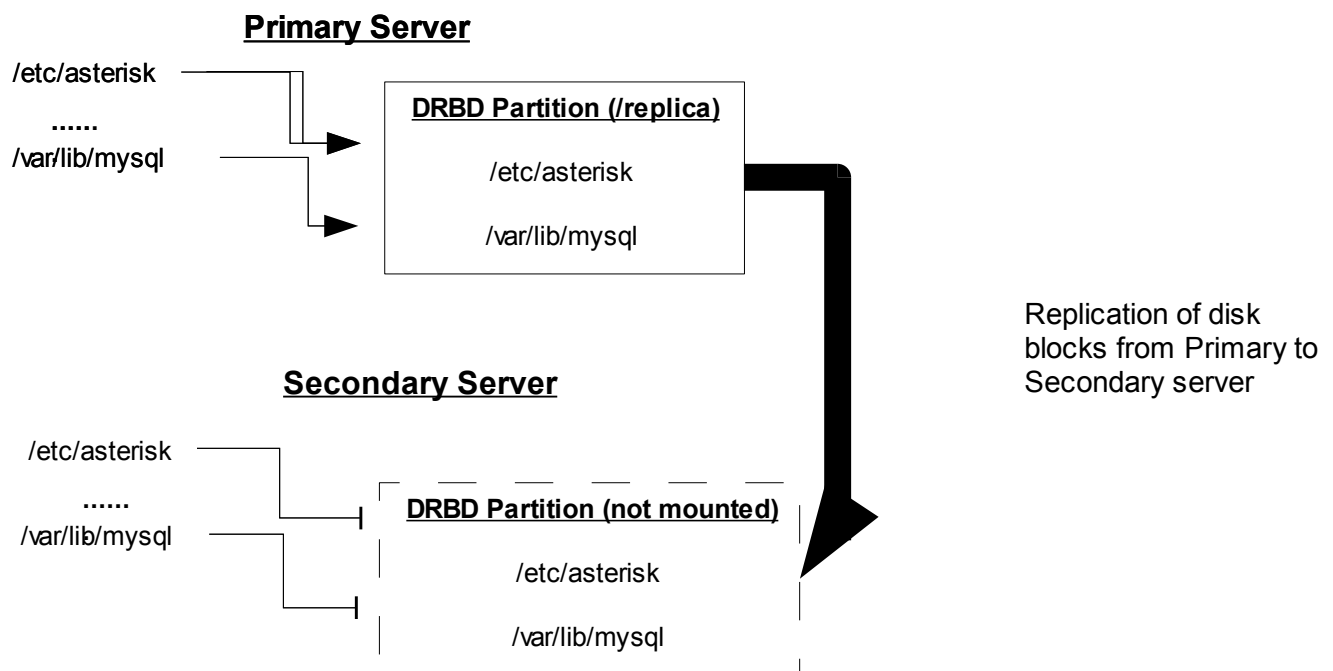 Primary Server
/etc/asterisk
......
/var/lib/mysql
DRBD Partition (/replica)
/etc/asterisk
/var/lib/mysql
Replication of disk
blocks from Primary to
Secondary server
Secondary Server
/etc/asterisk
......
/var/lib/mysql
DRBD Partition (not mounted)
/etc/asterisk
/var/lib/mysql